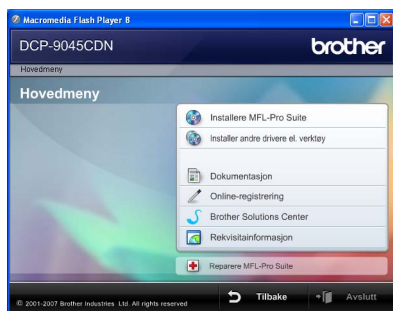 Macromedia Flash Player 8
DCP-9045CDN
brother
Hovedmeny
Hovedmeny
Installere MFL-Pro Suite
Installer andre drivere el. verktøy
Dokumentasjon
Online-registrering
Brother Solutions Center
Rekvisitainformasjon
Reparere MFL-Pro Suite
© 2001-2007 Brother Industries Ltd. All rights reserved
Tilbake
Avslutt